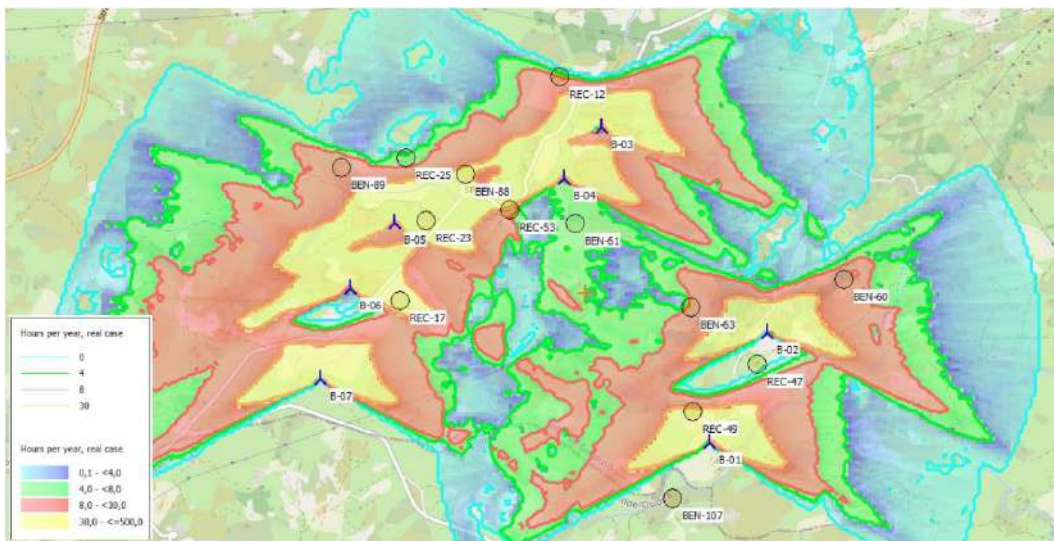 REC-12
B-03
REC-25
BEN-89
BEN-88
B-04
REC-53
REC-23
B-05
BEN-61
BEN-60
B-06
REC-17
BEN-63
B-02
REC-47
B-07
REC-49
B-01
BEN-107
Hours per year, real case
0
4
8
30
Hours per year, real case
0,1 - <4,0
4,0 - <8,0
8,0 - <30,0
30,0 - <=500,0